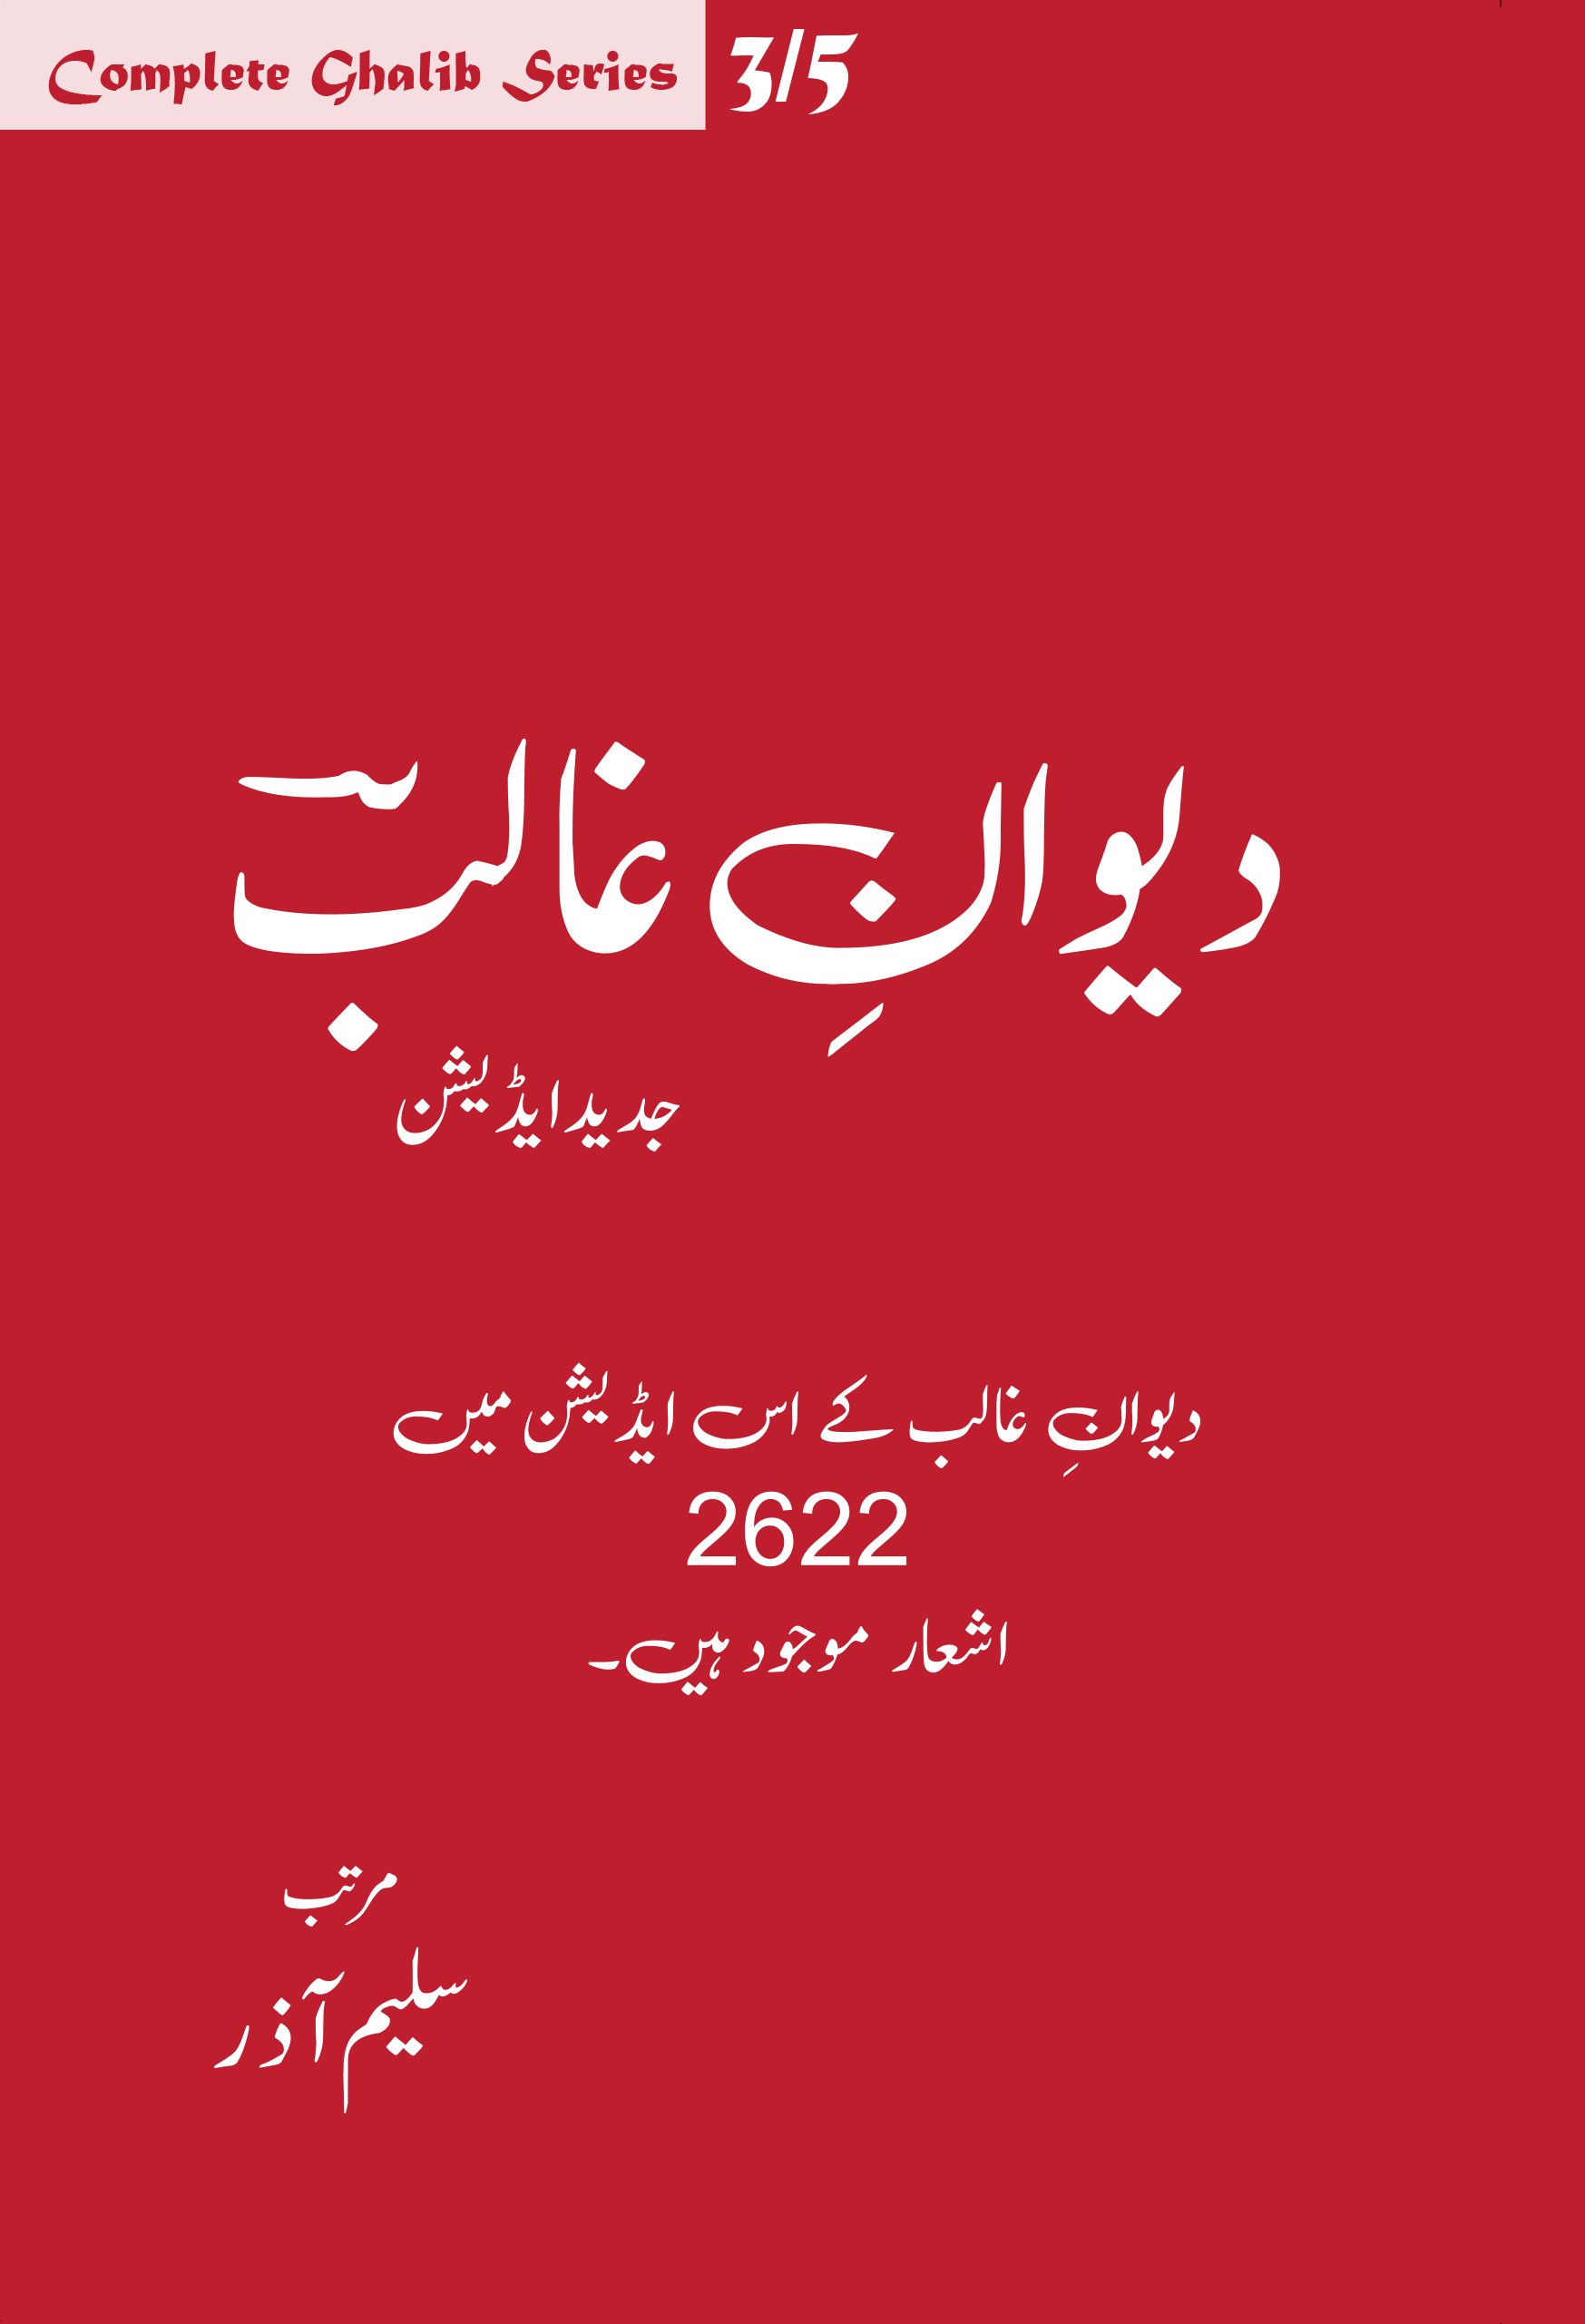 Complete Ghalib Series 3/5
دیوانِ غالبؔ
جدید ایڈیشن
دیوانِ غالب کے اس ایڈیشن میں
2622
اشعار موجود ہیں۔
مرتب
سلیم آذر